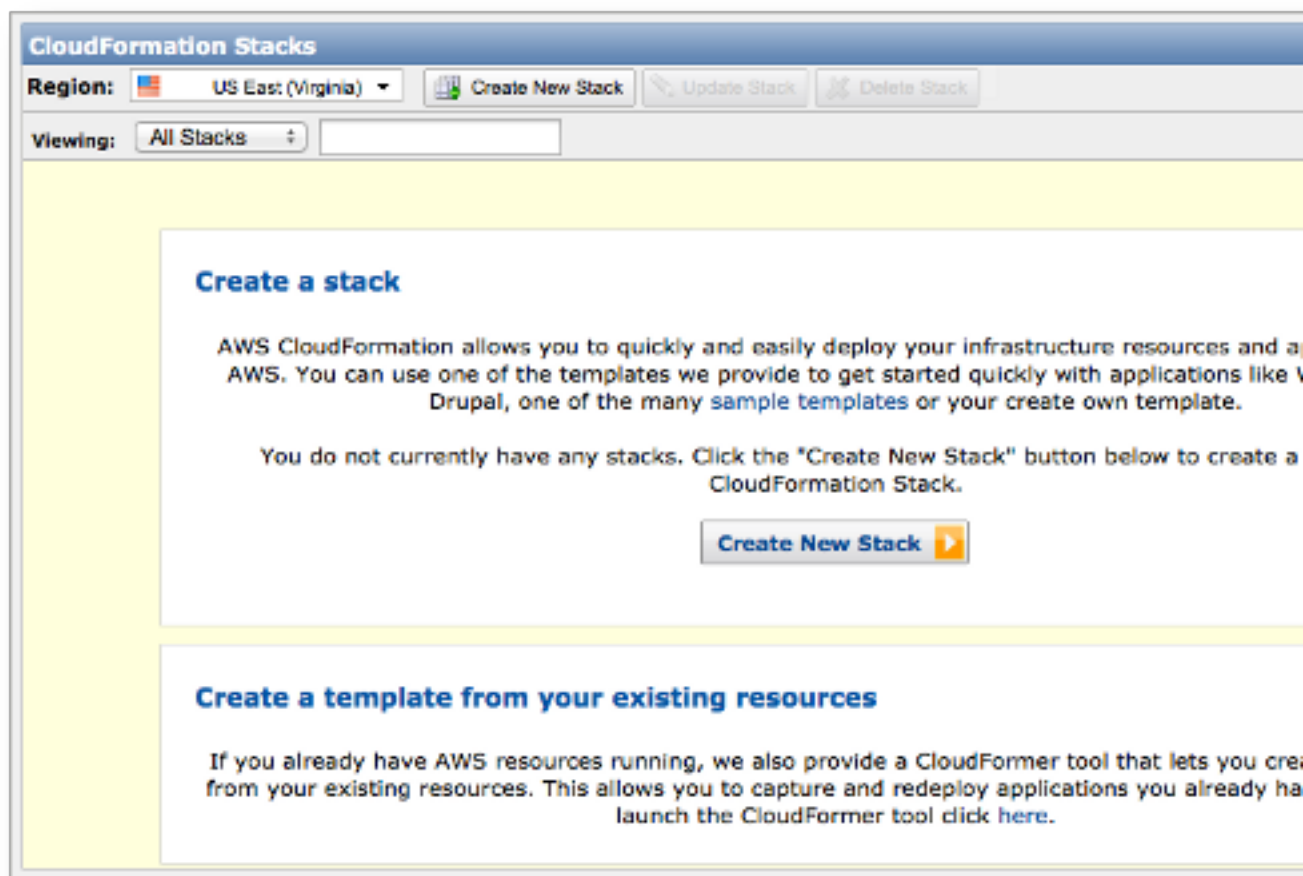 CloudFormation Stacks
Region: US East (Virginia) Create New Stack Update Stack Delete Stack
Viewing: All Stacks
Create a stack
AWS CloudFormation allows you to quickly and easily deploy your infrastructure resources and
AWS. You can use one of the templates we provide to get started quickly with applications like
Drupal, one of the many sample templates or your create own template.
You do not currently have any stacks. Click the "Create New Stack" button below to create a
CloudFormation Stack.
Create New Stack
Create a template from your existing resources
If you already have AWS resources running, we also provide a CloudFormer tool that lets you
from your existing resources. This allows you to capture and redeploy applications you already
launch the CloudFormer tool click here.